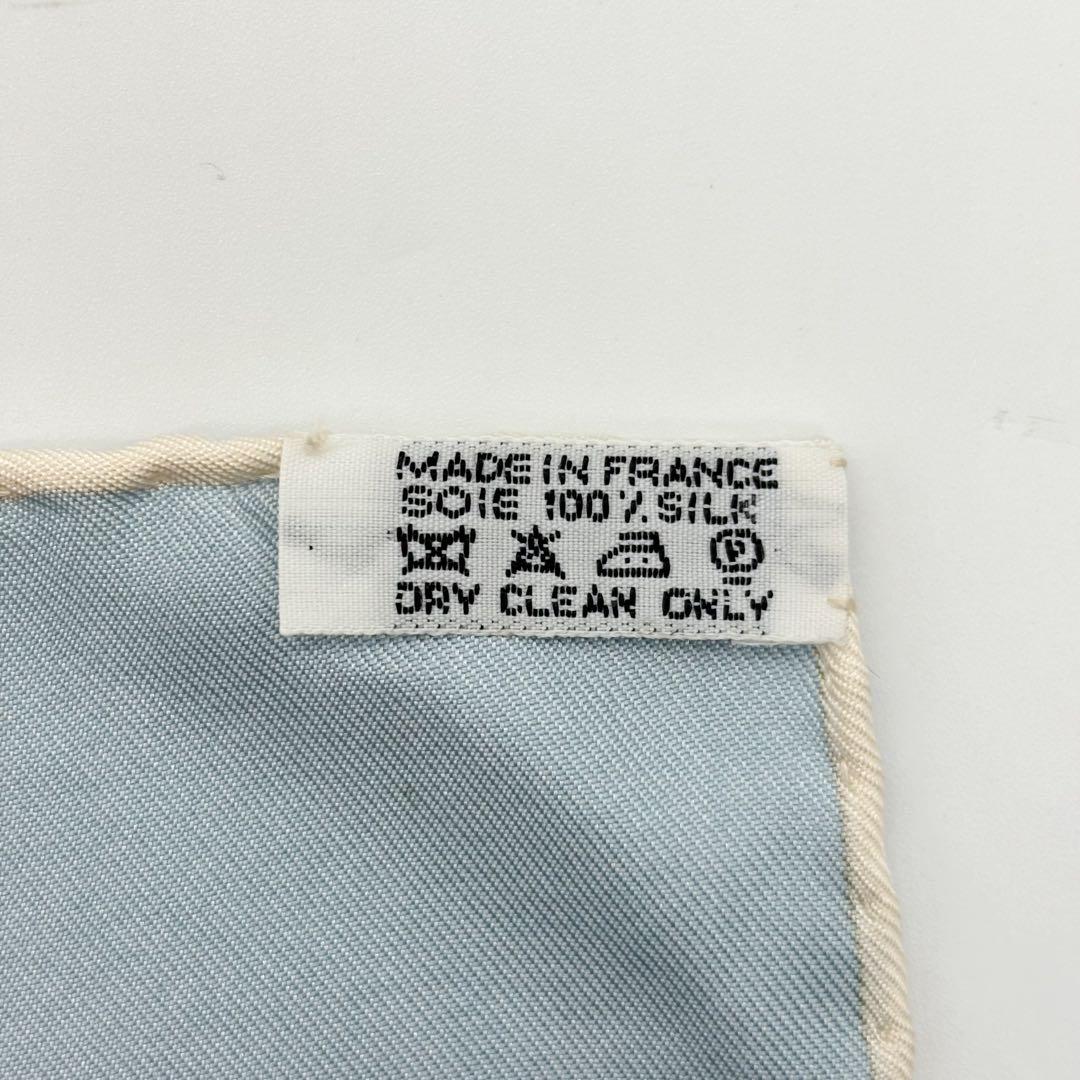 MADE IN FRANCE
SOIE 100% SILK
P
DRY CLEAN ONLY